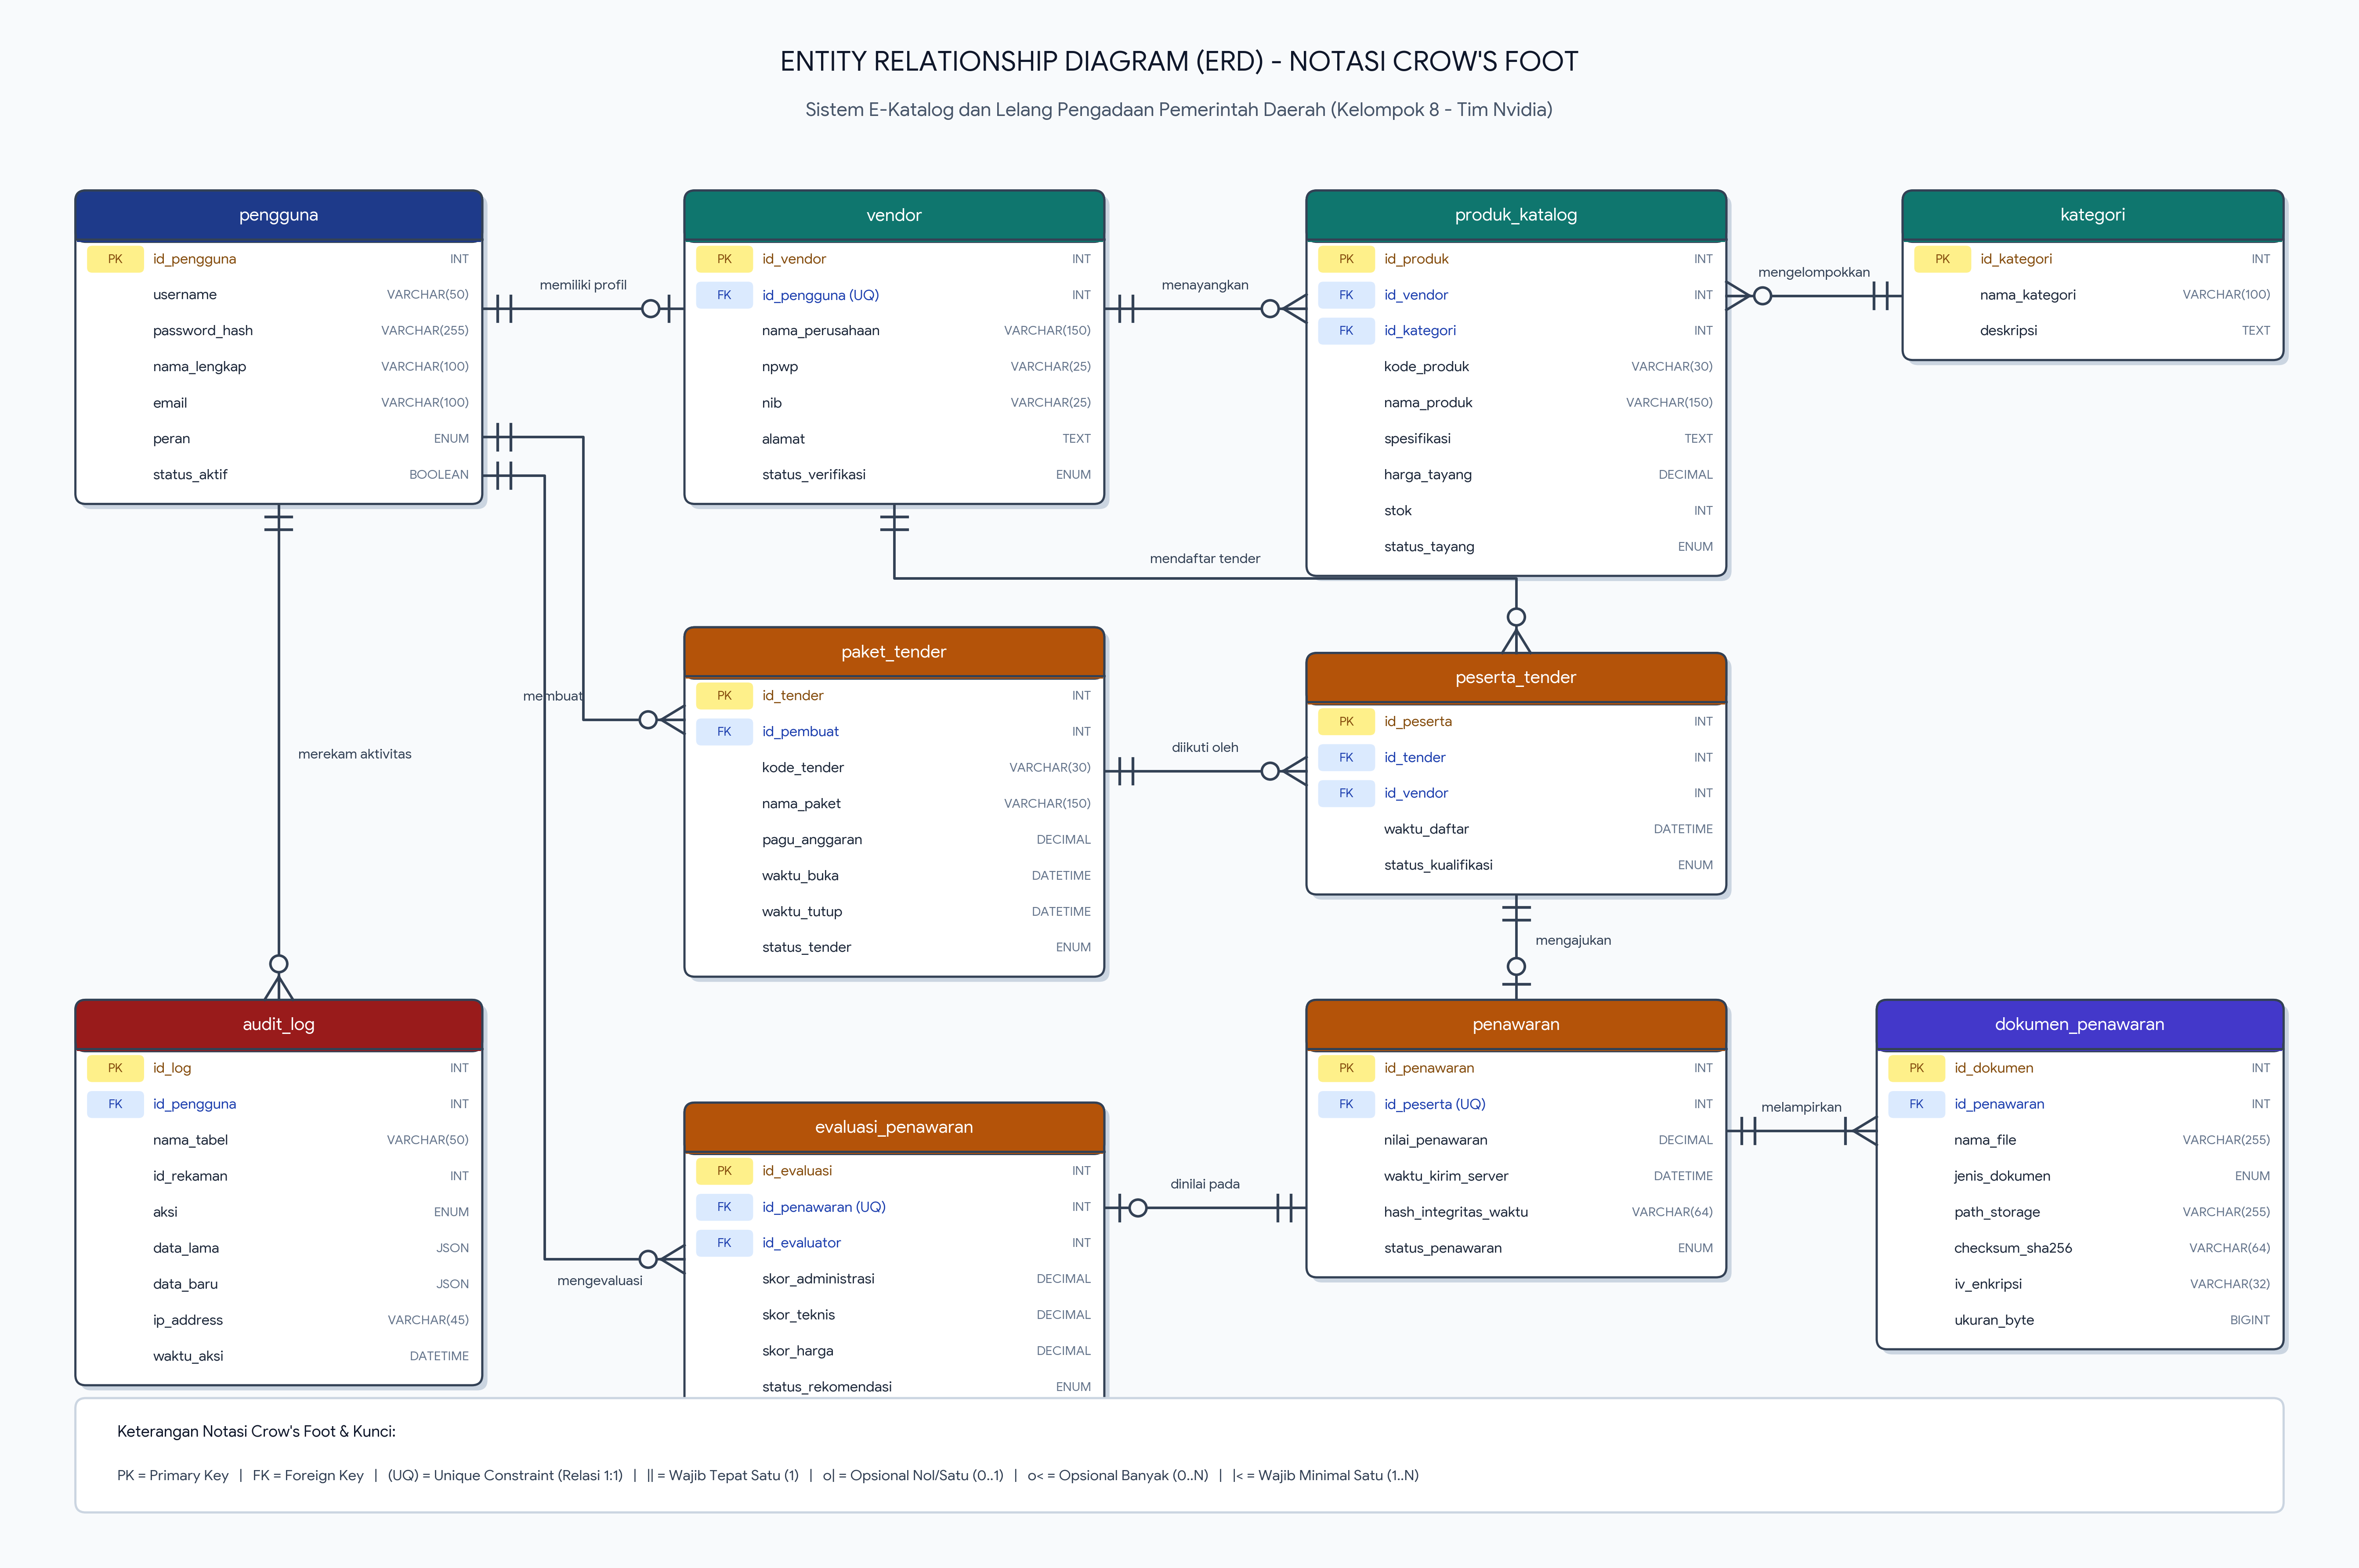 ENTITY RELATIONSHIP DIAGRAM (ERD) - NOTASI CROW'S FOOT
Sistem E-Katalog dan Lelang Pengadaan Pemerintah Daerah (Kelompok 8 - Tim Nvidia)
pengguna
PK id_pengguna INT
username VARCHAR(50)
password_hash VARCHAR(255)
nama_lengkap VARCHAR(100)
email VARCHAR(100)
peran ENUM
status_aktif BOOLEAN
memiliki profil
vendor
PK id_vendor INT
FK id_pengguna (UQ) INT
nama_perusahaan VARCHAR(150)
npwp VARCHAR(25)
nib VARCHAR(25)
alamat TEXT
status_verifikasi ENUM
menayangkan
produk_katalog
PK id_produk INT
FK id_vendor INT
FK id_kategori INT
kode_produk VARCHAR(30)
nama_produk VARCHAR(150)
spesifikasi TEXT
harga_tayang DECIMAL
stok INT
status_tayang ENUM
mengelompokkan
kategori
PK id_kategori INT
nama_kategori VARCHAR(100)
deskripsi TEXT
mendaftar tender
membuat
merekam aktivitas
paket_tender
PK id_tender INT
FK id_pembuat INT
kode_tender VARCHAR(30)
nama_paket VARCHAR(150)
pagu_anggaran DECIMAL
waktu_buka DATETIME
waktu_tutup DATETIME
status_tender ENUM
diikuti oleh
peserta_tender
PK id_peserta INT
FK id_tender INT
FK id_vendor INT
waktu_daftar DATETIME
status_kualifikasi ENUM
mengajukan
audit_log
PK id_log INT
FK id_pengguna INT
nama_tabel VARCHAR(50)
id_rekaman INT
aksi ENUM
data_lama JSON
data_baru JSON
ip_address VARCHAR(45)
waktu_aksi DATETIME
mengevaluasi
evaluasi_penawaran
PK id_evaluasi INT
FK id_penawaran (UQ) INT
FK id_evaluator INT
skor_administrasi DECIMAL
skor_teknis DECIMAL
skor_harga DECIMAL
status_rekomendasi ENUM
dinilai pada
penawaran
PK id_penawaran INT
FK id_peserta (UQ) INT
nilai_penawaran DECIMAL
waktu_kirim_server DATETIME
hash_integritas_waktu VARCHAR(64)
status_penawaran ENUM
melampirkan
dokumen_penawaran
PK id_dokumen INT
FK id_penawaran INT
nama_file VARCHAR(255)
jenis_dokumen ENUM
path_storage VARCHAR(255)
checksum_sha256 VARCHAR(64)
iv_enkripsi VARCHAR(32)
ukuran_byte BIGINT
Keterangan Notasi Crow's Foot & Kunci:
PK = Primary Key | FK = Foreign Key | (UQ) = Unique Constraint (Relasi 1:1) | || = Wajib Tepat Satu (1) | o| = Opsional Nol/Satu (0..1) | o< = Opsional Banyak (0..N) | |< = Wajib Minimal Satu (1..N)